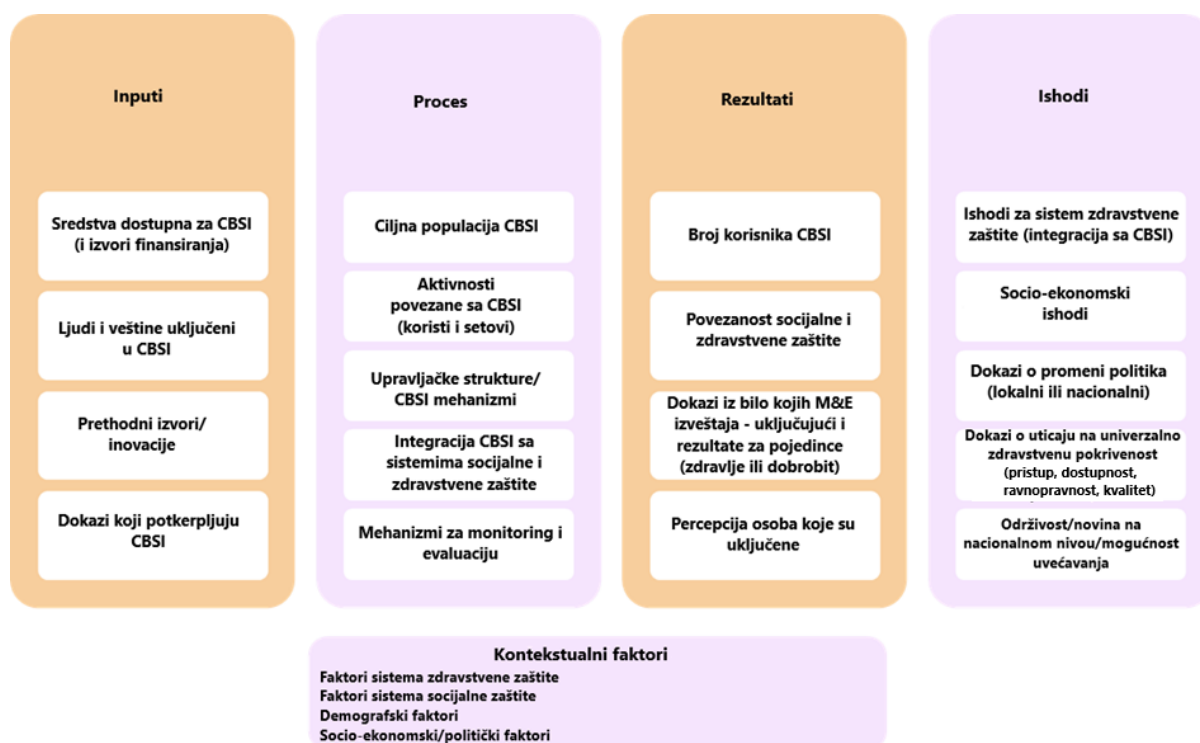 Inputi
Sredstva dostupna za CBSI
(i izvori finansiranja)
Ljudi i veštine uključeni
u CBSI
Prethodni izvori/
inovacije
Dokazi koji potkerpljuju
CBSI
Proces
Ciljna populacija CBSI
Aktivnosti
povezane sa CBSI
(koristi i setovi)
Upravljačke strukture/
CBSI mehanizmi
Integracija CBSI sa
sistemima socijalne i
zdravstvene zaštite
Mehanizmi za monitoring i
evaluaciju
Rezultati
Broj korisnika CBSI
Povezanost socijalne i
zdravstvene zaštite
Dokazi iz bilo kojih M&E
izveštaja - uključujući i
rezultate za pojedince
(zdravlje ili dobrobit)
Percepcija osoba koje su
uključene
Ishodi
Ishodi za sistem zdravstvene
zaštite (integracija sa CBSI)
Socio-ekonomski
ishodi
Dokazi o promeni politika
(lokalni ili nacionalni)
Dokazi o uticaju na univerzalno
zdravstvenu pokrivenost
(pristup, dostupnost,
ravnopravnost, kvalitet)
Održivost/novina na
nacionalnom nivou/mogućnost
uvećavanja
Kontekstualni faktori
Faktori sistema zdravstvene zaštite
Faktori sistema socijalne zaštite
Demografski faktori
Socio-ekonomski/politički faktori